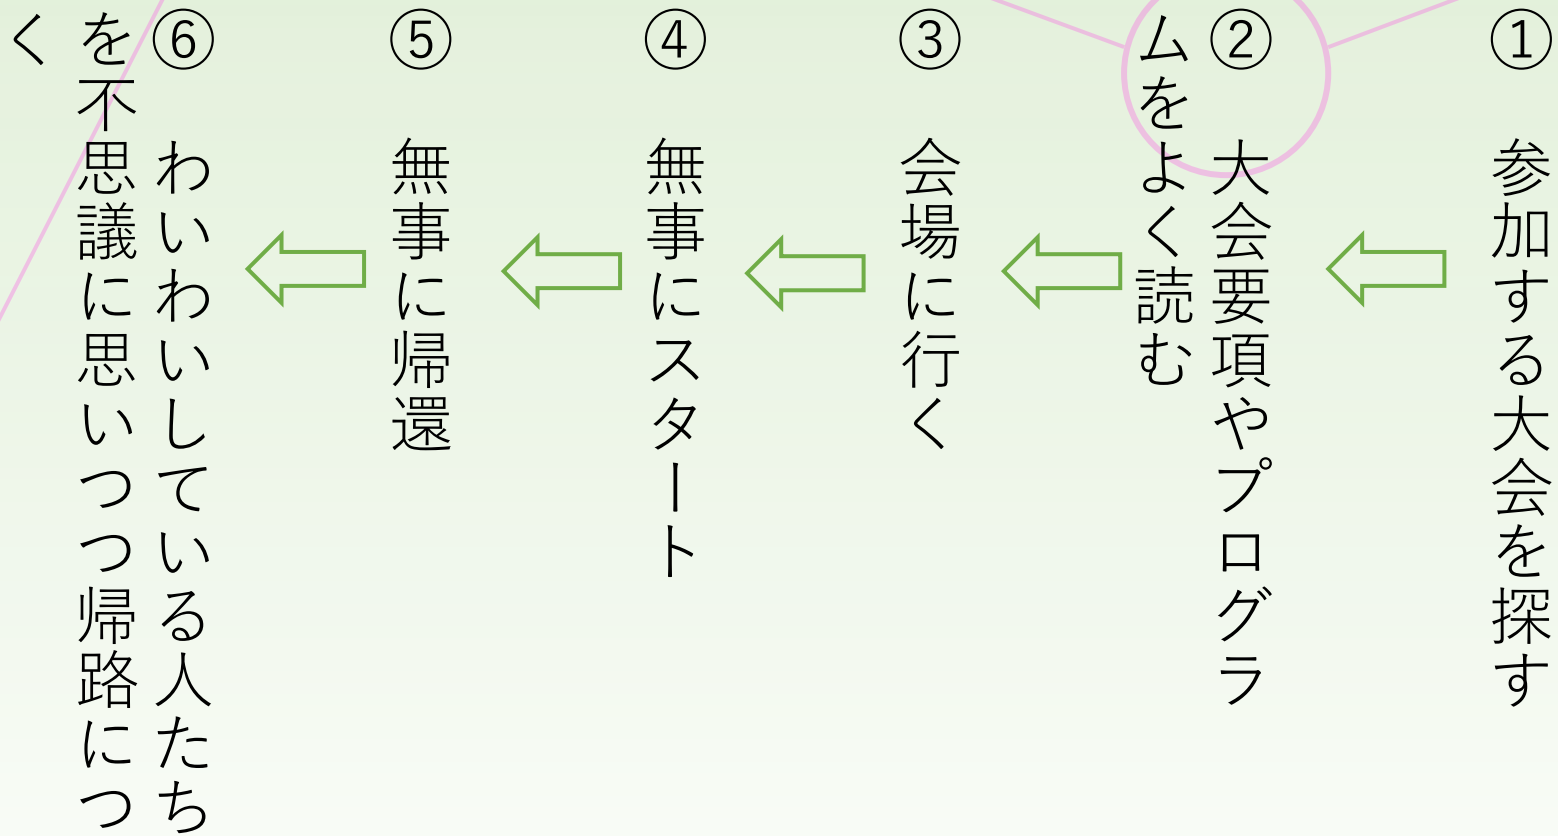 ① 参加する大会を探す
② 大会要項やプログラ
ムをよく読む
③ 会場に行く
④ 無事にスタート
⑤ 無事に帰還
⑥ わいわいしている人たち
を不思議に思いつつ帰路につ
く